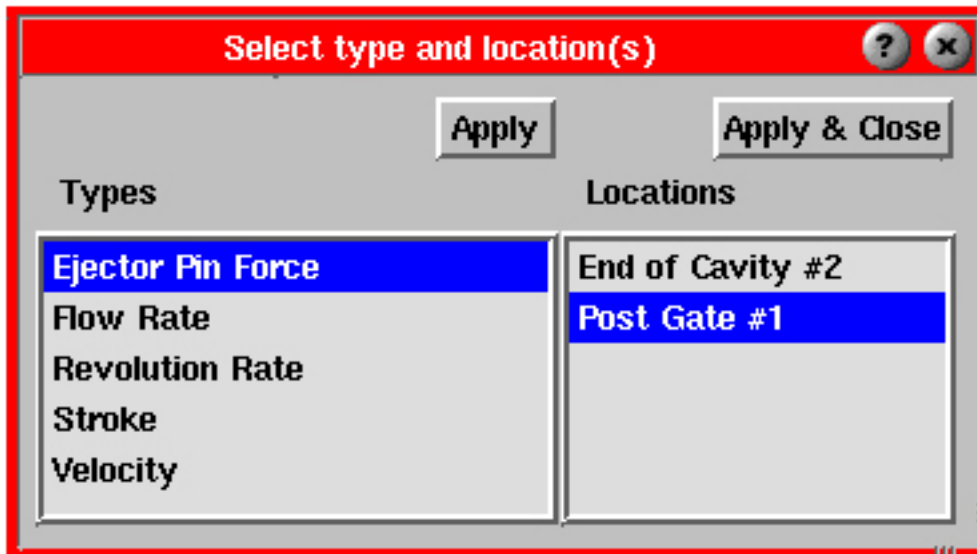 Select type and location(s) ? x
Apply Apply & Close
Types Locations
Ejector Pin Force End of Cavity #2
Flow Rate Post Gate #1
Revolution Rate
Stroke
Velocity